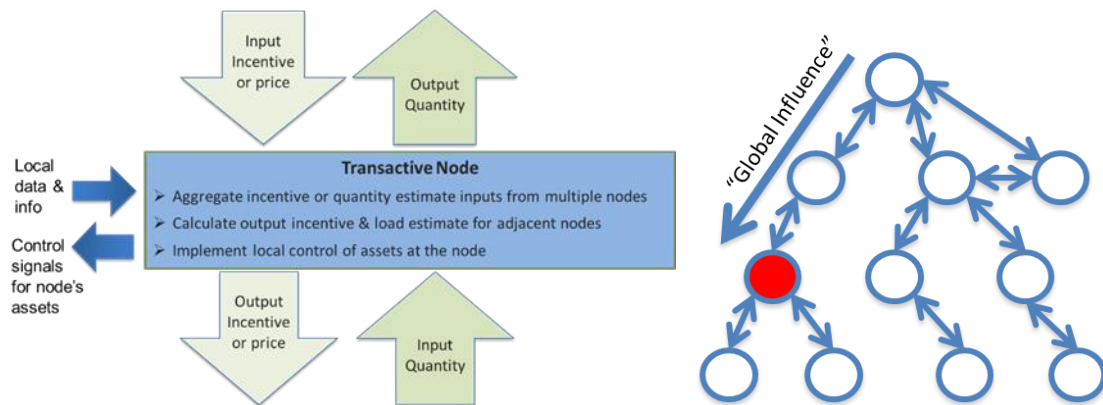 Input
Incentive
or price
Output
Quantity
Local
data &
info
Control
signals
for node's
assets
Transactive Node
➢ Aggregate incentive or quantity estimate inputs from multiple nodes
➢ Calculate output incentive & load estimate for adjacent nodes
➢ Implement local control of assets at the node
Output
Incentive
or price
Input
Quantity
“Global Influence”